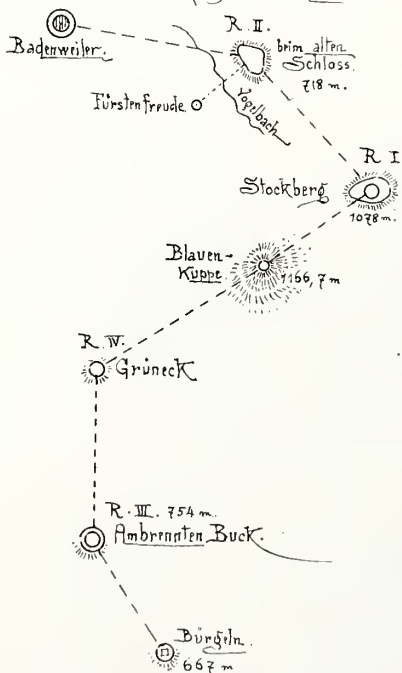 R. II.
Badenweiler.
beim alten
Schloss.
718 m.
Fürstenfreude.
Vogelbach
R I
Stockberg
1078 m.
Blauen-
Kuppe.
1166,7 m
R. IV.
Grüneck
R. III. 754 m.
Ambrennten Buck.
Bürgeln.
667 m